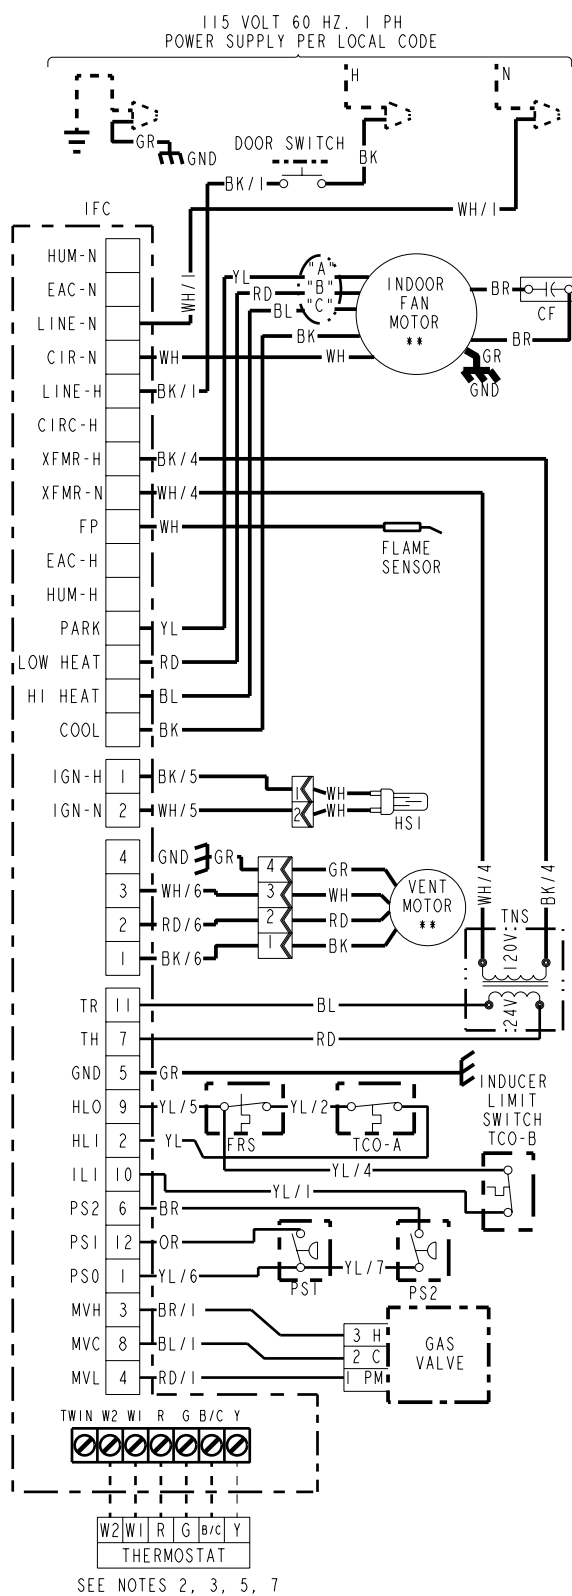 115 VOLT 60 HZ. 1 PH
POWER SUPPLY PER LOCAL CODE
H
N
GR
GND
DOOR SWITCH
BK
BK/1
WH/1
IFC
HUM-N
EAC-N
LINE-N
WH/1
CIR-N
WH
LINE-H
BK/1
CIRC-H
XFMR-H
BK/4
XFMR-N
WH/4
FP
WH
EAC-H
HUM-H
PARK
YL
LOW HEAT
RD
HI HEAT
BL
COOL
BK
YL
"A"
RD
"B"
BL
"C"
BK
WH
INDOOR
FAN
MOTOR
**
BR
CF
BR
GR
GND
FLAME
SENSOR
IGN-H 1 BK/5
IGN-N 2 WH/5
1 WH
2 WH
HSI
4 GND GR
3 WH/6
2 RD/6
1 BK/6
4 GR
3 WH
2 RD
1 BK
VENT
MOTOR
**
WH/4
BK/4
TNS
120V
24V
TR 11 BL
TH 7 RD
GND 5 GR
HLO 9 YL/5
YL/2
HLI 2 YL
FRS
TCO-A
INDUCER
LIMIT
SWITCH
TCO-B
YL/4
ILI 10
YL/1
PS2 6 BR
PS1 12 OR
PSO 1 YL/6
PS1
YL/7
PS2
MVH 3 BR/1
MVC 8 BL/1
MVL 4 RD/1
3 H
2 C
1 PM
GAS
VALVE
TWIN W2 W1 R G B/C Y
W2 W1 R G B/C Y
THERMOSTAT
SEE NOTES 2, 3, 5, 7